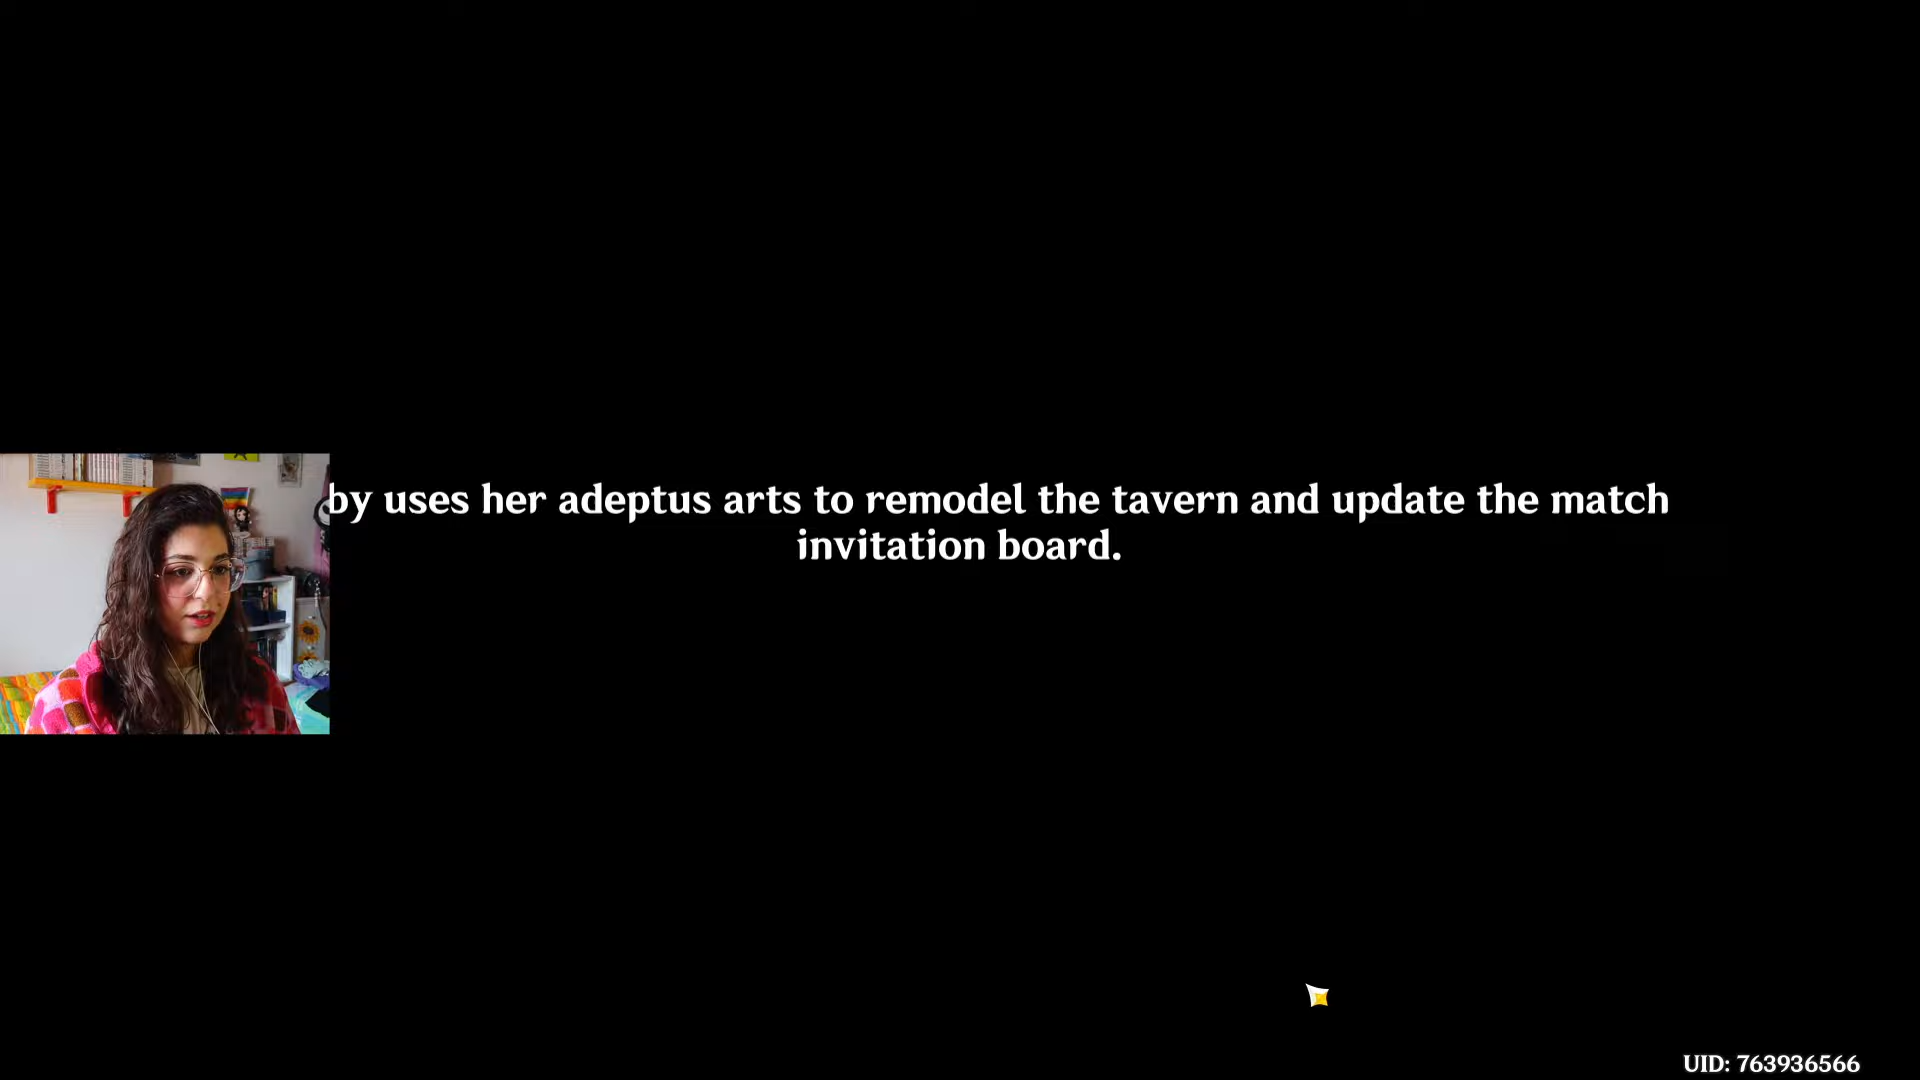 by uses her adeptus arts to remodel the tavern and update the match
invitation board.
UID: 763936566